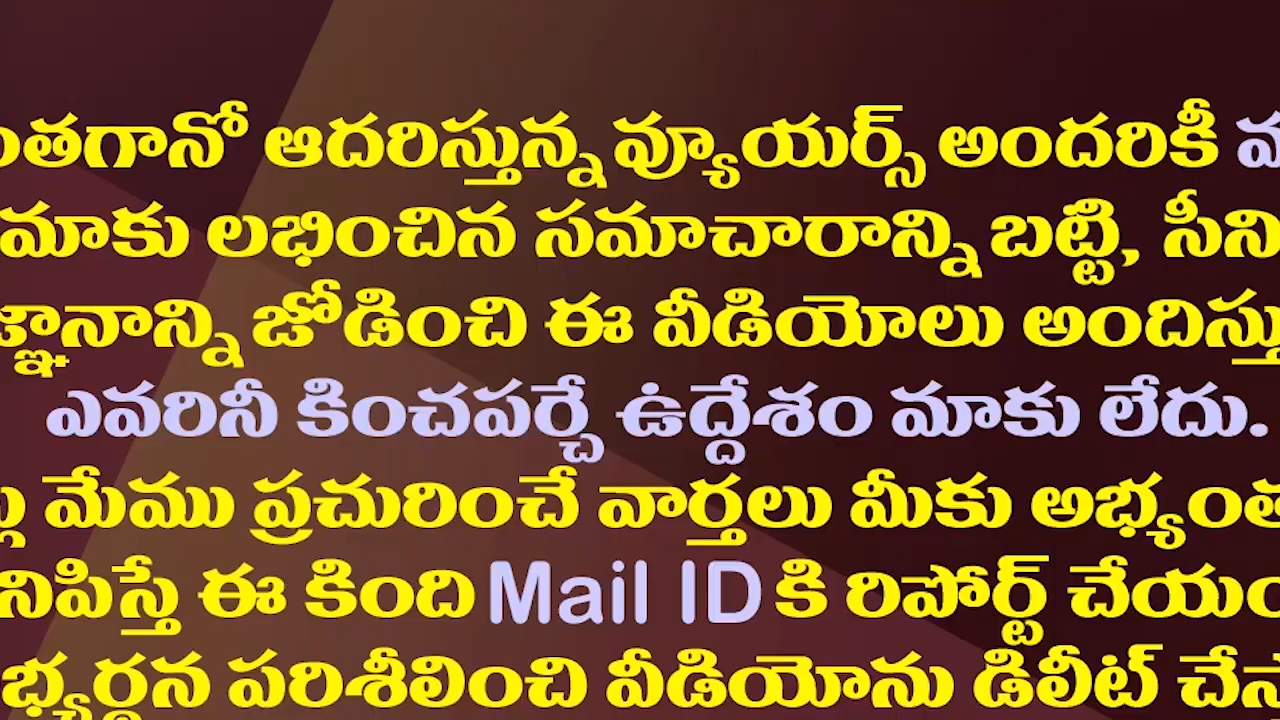 ంతగానో ఆదరిస్తున్న వ్యూయర్స్ అందరికీ
మాకు లభించిన సమాచారాన్ని బట్టి, సీని
జ్ఞానాన్ని జోడించి ఈ వీడియోలు అందిస్తు
ఎవరినీ కించపర్చే ఉద్దేశం మాకు లేదు.
మేము ప్రచురించే వార్తలు మీకు అభ్యంత
నిపిస్తే ఈ కింది Mail ID కి రిపోర్ట్ చేయం
భ్యర్థన పరిశీలించి వీడియోను డిలీట్ చేస